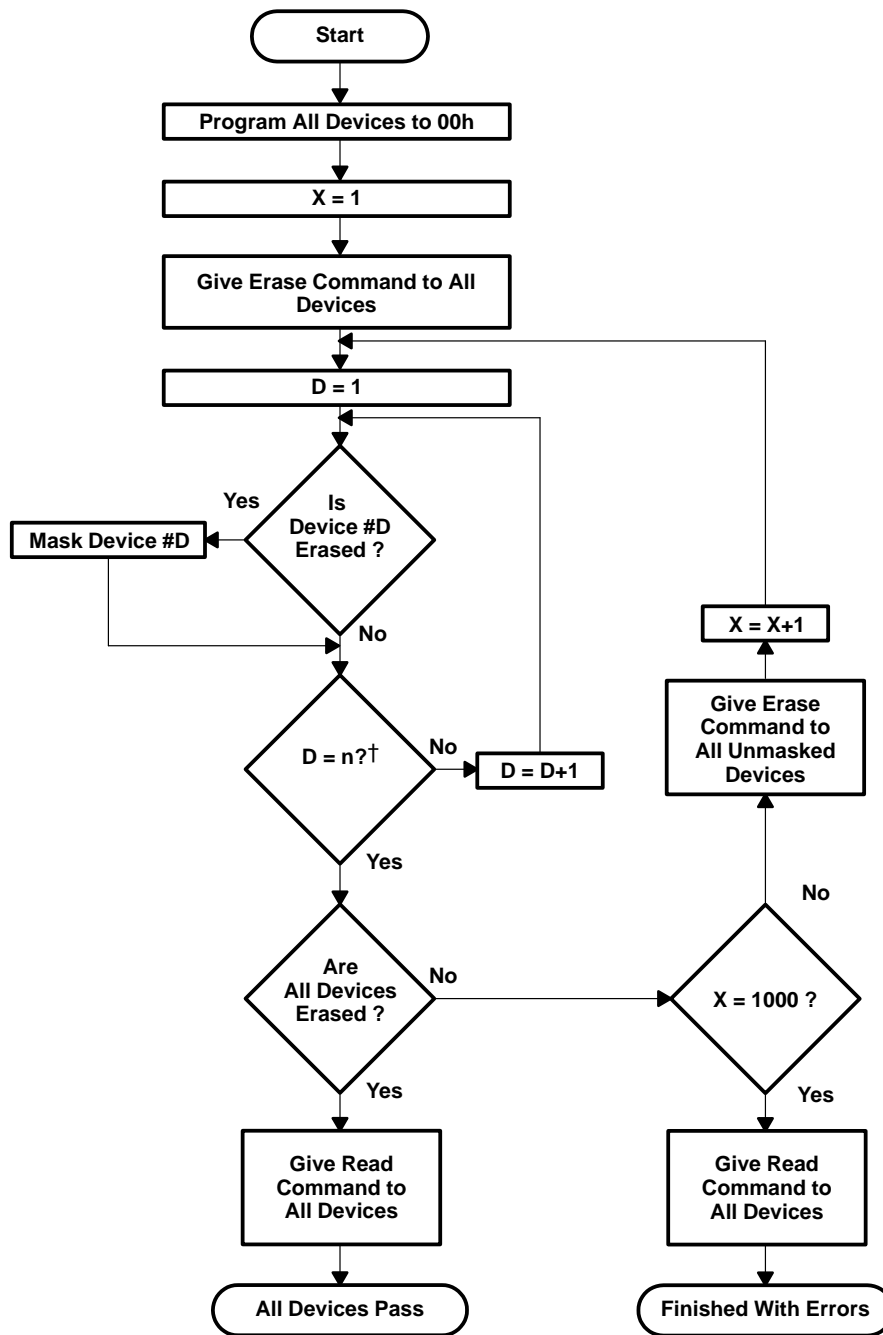 Start
Program All Devices to 00h
X = 1
Give Erase Command to All
Devices
D = 1
Yes
Is
Device #D
Erased ?
Mask Device #D
No
X = X+1
Give Erase
Command to
All Unmasked
Devices
D = n?†
No
D = D+1
Yes
No
Are
All Devices
Erased ?
No
X = 1000 ?
Yes
Yes
Give Read
Command to
All Devices
Give Read
Command to
All Devices
All Devices Pass
Finished With Errors